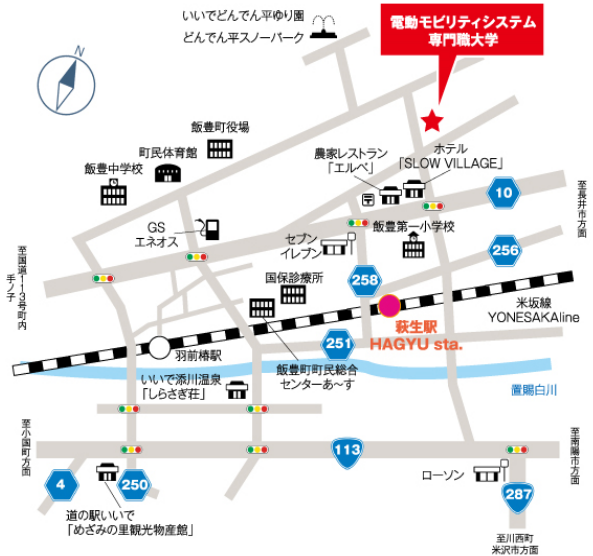 いいでどんでん平ゆり園
どんでん平スノーパーク
電動モビリティシステム
専門職大学
N
飯豊町役場
町民体育館
飯豊中学校
農家レストラン
「エルベ」
ホテル
「SLOW VILLAGE」
10
至長井市方面
GS
エネオス
セブン
イレブン
飯豊第一小学校
256
至国道113号町内
手ノ子
国保診療所
258
米坂線
YONESAKAline
萩生駅
HAGYU sta.
251
羽前椿駅
飯豊町町民総合
センターあ〜す
いいで添川温泉
「しらさぎ荘」
置賜白川
至小国町方面
113
至南陽市方面
4
250
ローソン
287
道の駅いいで
「めざみの里観光物産館」
至川西町
米沢市方面